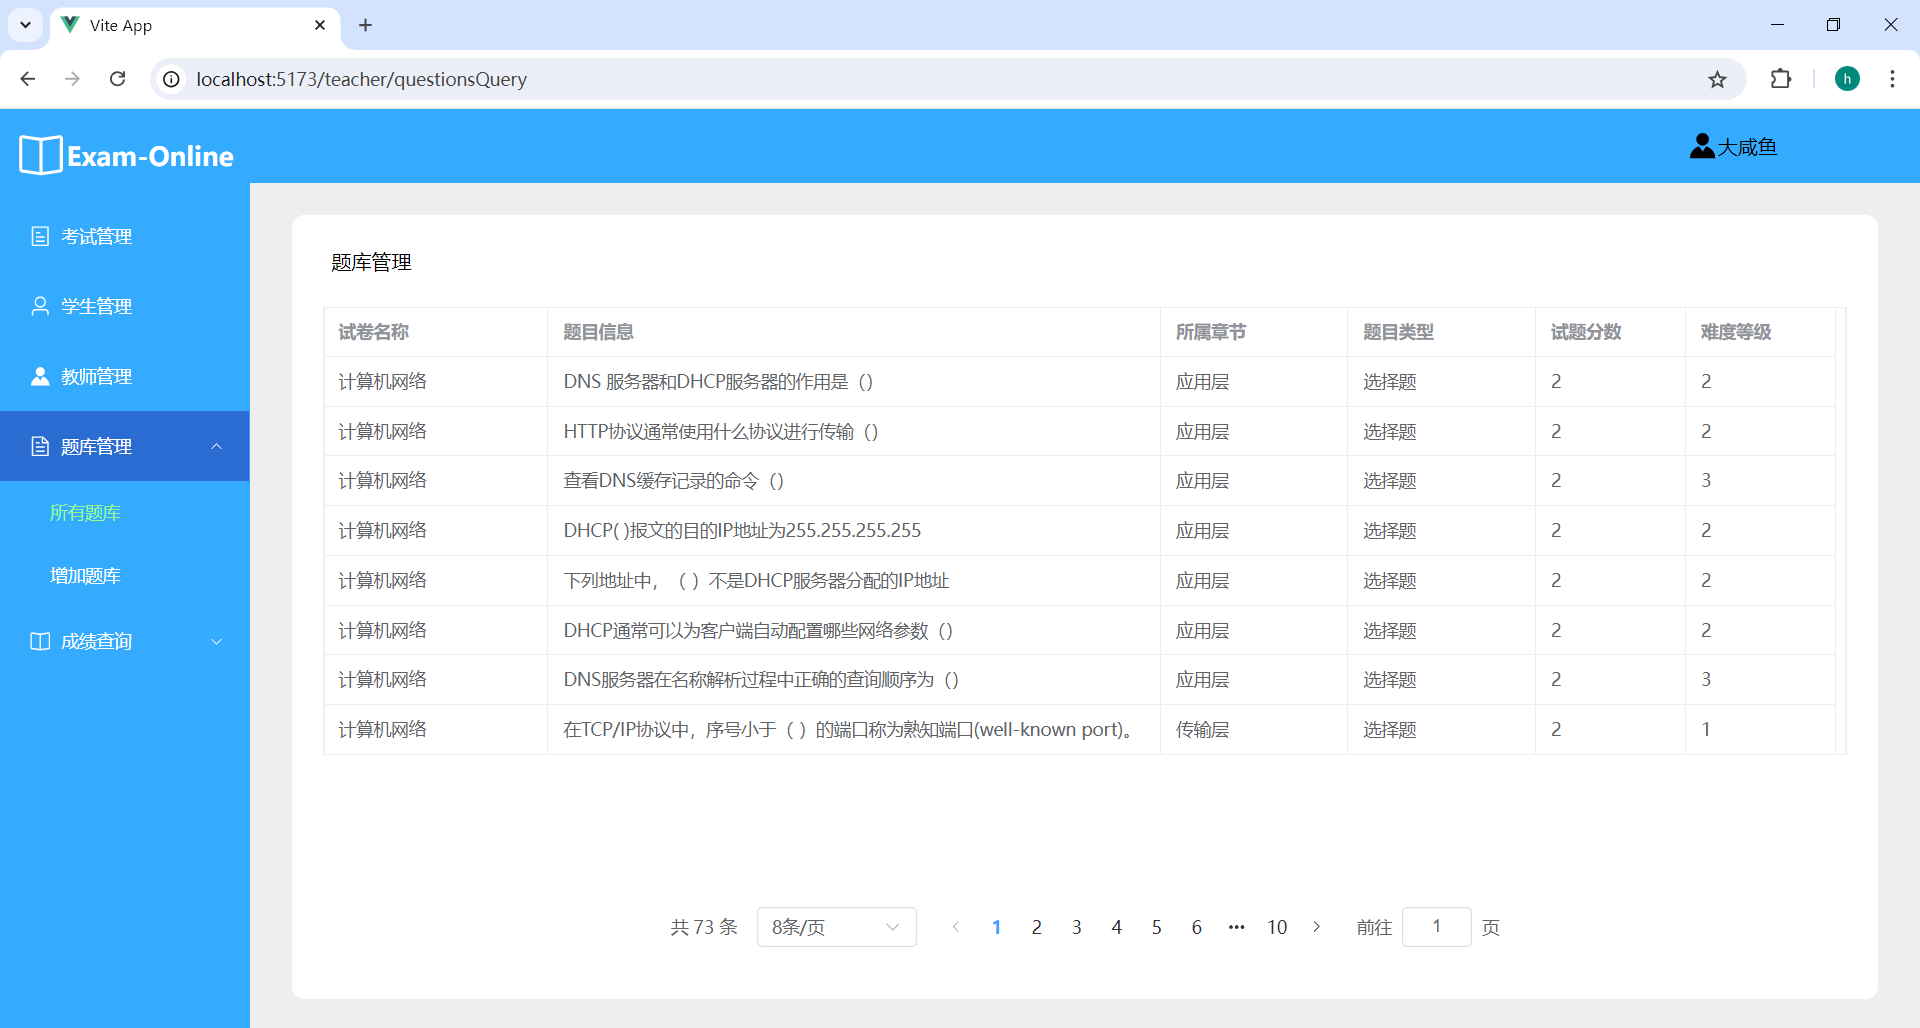 Vite App
localhost:5173/teacher/questionsQuery
h
Exam-Online
大咸鱼
考试管理
学生管理
教师管理
题库管理
所有题库
增加题库
成绩查询
题库管理
试卷名称 题目信息 所属章节 题目类型 试题分数 难度等级
计算机网络 DNS 服务器和DHCP服务器的作用是（） 应用层 选择题 2 2
计算机网络 HTTP协议通常使用什么协议进行传输（） 应用层 选择题 2 2
计算机网络 查看DNS缓存记录的命令（） 应用层 选择题 2 3
计算机网络 DHCP( )报文的目的IP地址为255.255.255.255 应用层 选择题 2 2
计算机网络 下列地址中，（ ）不是DHCP服务器分配的IP地址 应用层 选择题 2 2
计算机网络 DHCP通常可以为客户端自动配置哪些网络参数（） 应用层 选择题 2 2
计算机网络 DNS服务器在名称解析过程中正确的查询顺序为（） 应用层 选择题 2 3
计算机网络 在TCP/IP协议中，序号小于（ ）的端口称为熟知端口(well-known port)。 传输层 选择题 2 1
共 73 条 8条/页 1 2 3 4 5 6 ··· 10 前往 1 页